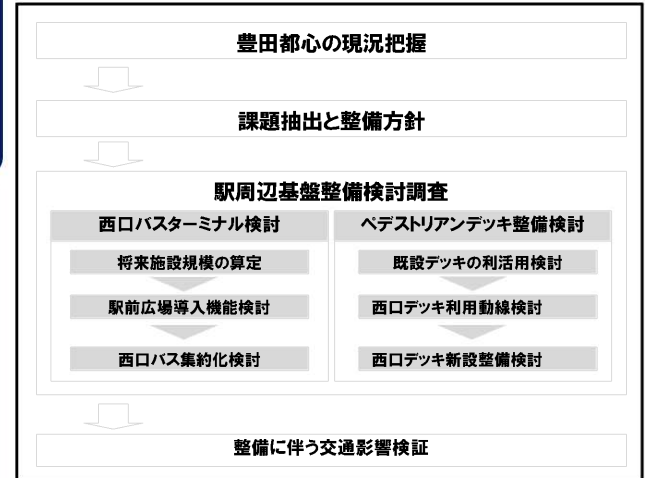 豊田都心の現況把握
課題抽出と整備方針
駅周辺基盤整備検討調査
西口バスターミナル検討
将来施設規模の算定
駅前広場導入機能検討
西口バス集約化検討
ペデストリアンデッキ整備検討
既設デッキの利活用検討
西口デッキ利用動線検討
西口デッキ新設整備検討
整備に伴う交通影響検証